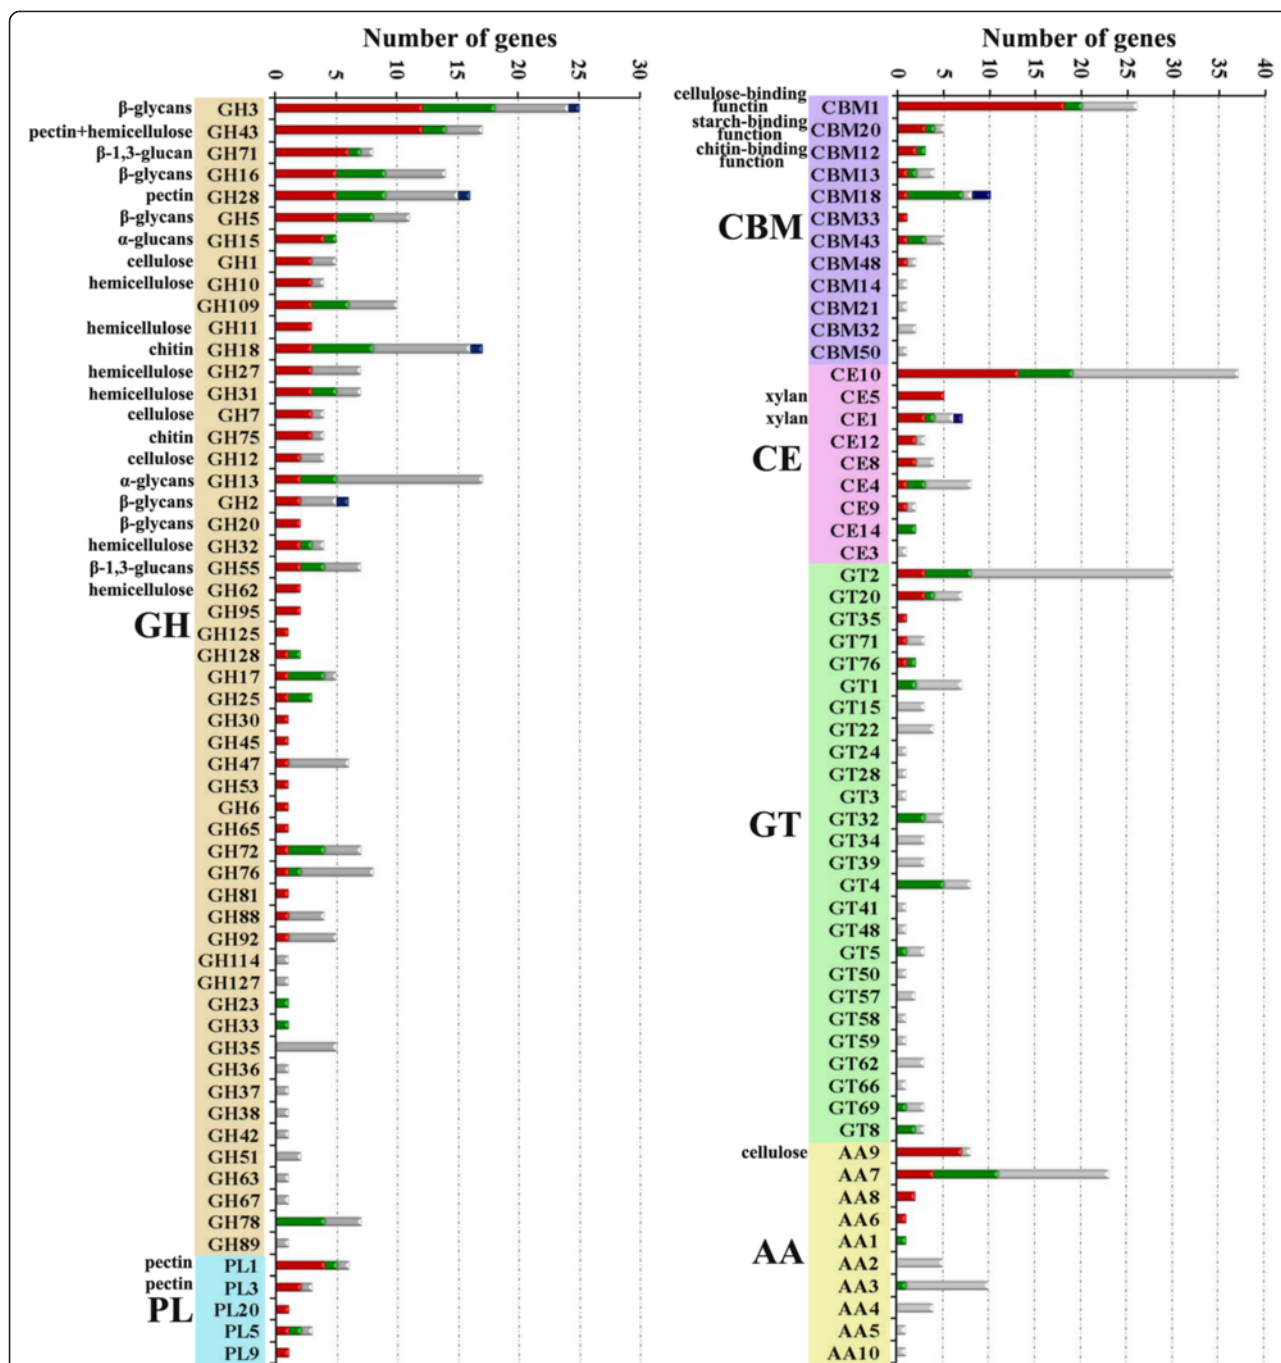 Number of genes
0 5 10 15 20 25 30
β-glycans GH3
pectin+hemicellulose GH43
β-1,3-glucan GH71
β-glycans GH16
pectin GH28
β-glycans GH5
α-glucans GH15
cellulose GH1
hemicellulose GH10
GH109
hemicellulose GH11
chitin GH18
hemicellulose GH27
hemicellulose GH31
cellulose GH7
chitin GH75
cellulose GH12
α-glycans GH13
β-glycans GH2
β-glycans GH20
hemicellulose GH32
β-1,3-glucans GH55
hemicellulose GH62
GH95
GH
GH125
GH128
GH17
GH25
GH30
GH45
GH47
GH53
GH6
GH65
GH72
GH76
GH81
GH88
GH92
GH114
GH127
GH23
GH33
GH35
GH36
GH37
GH38
GH42
GH51
GH63
GH67
GH78
GH89
pectin PL1
pectin PL3
PL
PL20
PL5
PL9
Number of genes
0 5 10 15 20 25 30 35 40
cellulose-binding
functin CBM1
starch-binding
function CBM20
chitin-binding
function CBM12
CBM13
CBM18
CBM
CBM33
CBM43
CBM48
CBM14
CBM21
CBM32
CBM50
CE10
xylan CE5
xylan CE1
CE12
CE
CE8
CE4
CE9
CE14
CE3
GT2
GT20
GT35
GT71
GT76
GT1
GT15
GT22
GT24
GT28
GT3
GT
GT32
GT34
GT39
GT4
GT41
GT48
GT5
GT50
GT57
GT58
GT59
GT62
GT66
GT69
GT8
cellulose AA9
AA7
AA8
AA6
AA1
AA
AA2
AA3
AA4
AA5
AA10